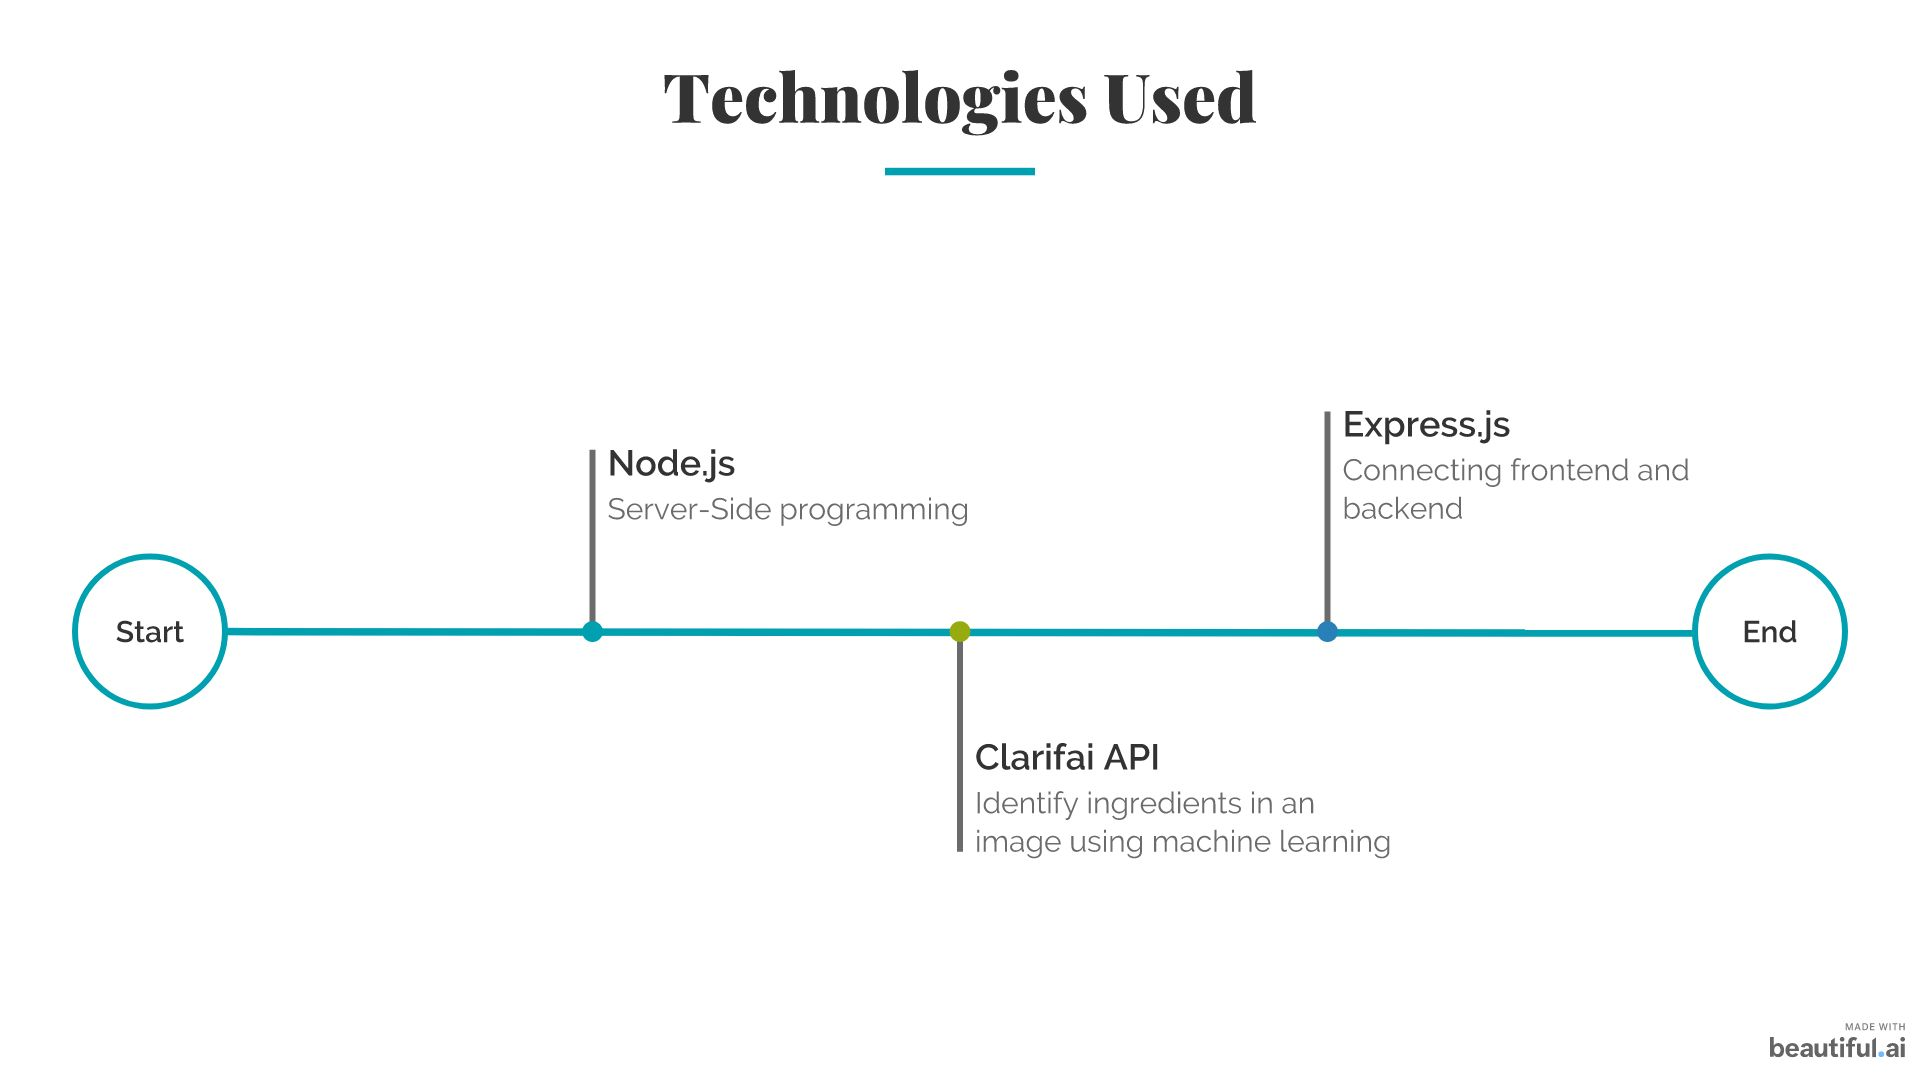 Technologies Used
Start
Node.js
Server-Side programming
Clarifai API
Identify ingredients in an
image using machine learning
Express.js
Connecting frontend and
backend
End
MADE WITH
beautiful.ai